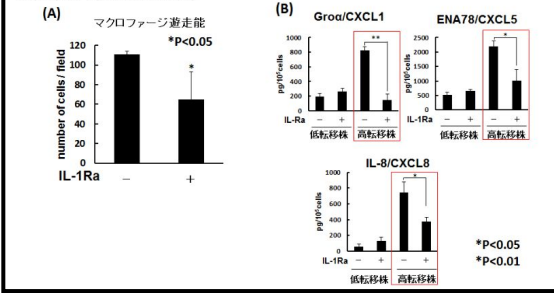 (A)
マクロファージ遊走能
*P<0.05
number of cells / field
120
100
80
60
40
20
0
*
IL-1Ra − +
(B)
Groα/CXCL1
pg/10⁵cells
1000
800
600
400
200
0
**
IL-Ra − + − +
低転移株 高転移株
ENA78/CXCL5
pg/10⁵cells
2500
2000
1500
1000
500
0
*
IL-1Ra − + − +
低転移株 高転移株
IL-8/CXCL8
pg/10⁵cells
1000
800
600
400
200
0
*
IL-1Ra − + − +
低転移株 高転移株
*P<0.05
*P<0.01